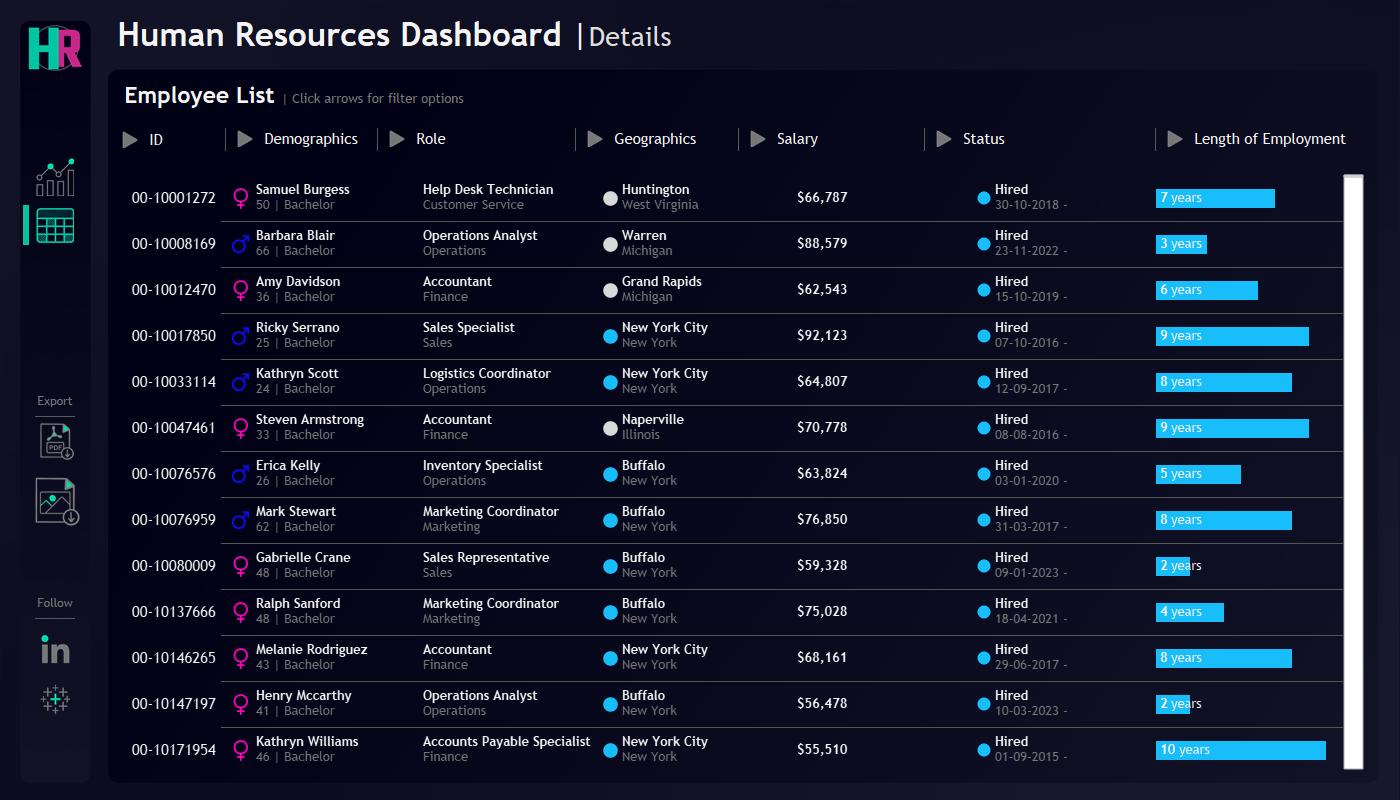 HR
Human Resources Dashboard | Details
Employee List | Click arrows for filter options
ID Demographics Role Geographics Salary Status Length of Employment
00-10001272 Samuel Burgess Help Desk Technician Huntington $66,787 Hired 7 years
50 | Bachelor Customer Service West Virginia 30-10-2018 -
00-10008169 Barbara Blair Operations Analyst Warren $88,579 Hired 3 years
66 | Bachelor Operations Michigan 23-11-2022 -
00-10012470 Amy Davidson Accountant Grand Rapids $62,543 Hired 6 years
36 | Bachelor Finance Michigan 15-10-2019 -
00-10017850 Ricky Serrano Sales Specialist New York City $92,123 Hired 9 years
25 | Bachelor Sales New York 07-10-2016 -
00-10033114 Kathryn Scott Logistics Coordinator New York City $64,807 Hired 8 years
24 | Bachelor Operations New York 12-09-2017 -
00-10047461 Steven Armstrong Accountant Naperville $70,778 Hired 9 years
33 | Bachelor Finance Illinois 08-08-2016 -
00-10076576 Erica Kelly Inventory Specialist Buffalo $63,824 Hired 5 years
26 | Bachelor Operations New York 03-01-2020 -
00-10076959 Mark Stewart Marketing Coordinator Buffalo $76,850 Hired 8 years
62 | Bachelor Marketing New York 31-03-2017 -
00-10080009 Gabrielle Crane Sales Representative Buffalo $59,328 Hired 2 years
48 | Bachelor Sales New York 09-01-2023 -
00-10137666 Ralph Sanford Marketing Coordinator Buffalo $75,028 Hired 4 years
48 | Bachelor Marketing New York 18-04-2021 -
00-10146265 Melanie Rodriguez Accountant New York City $68,161 Hired 8 years
43 | Bachelor Finance New York 29-06-2017 -
00-10147197 Henry Mccarthy Operations Analyst Buffalo $56,478 Hired 2 years
41 | Bachelor Operations New York 10-03-2023 -
00-10171954 Kathryn Williams Accounts Payable Specialist New York City $55,510 Hired 10 years
46 | Bachelor Finance New York 01-09-2015 -
Export
PDF
Follow
in